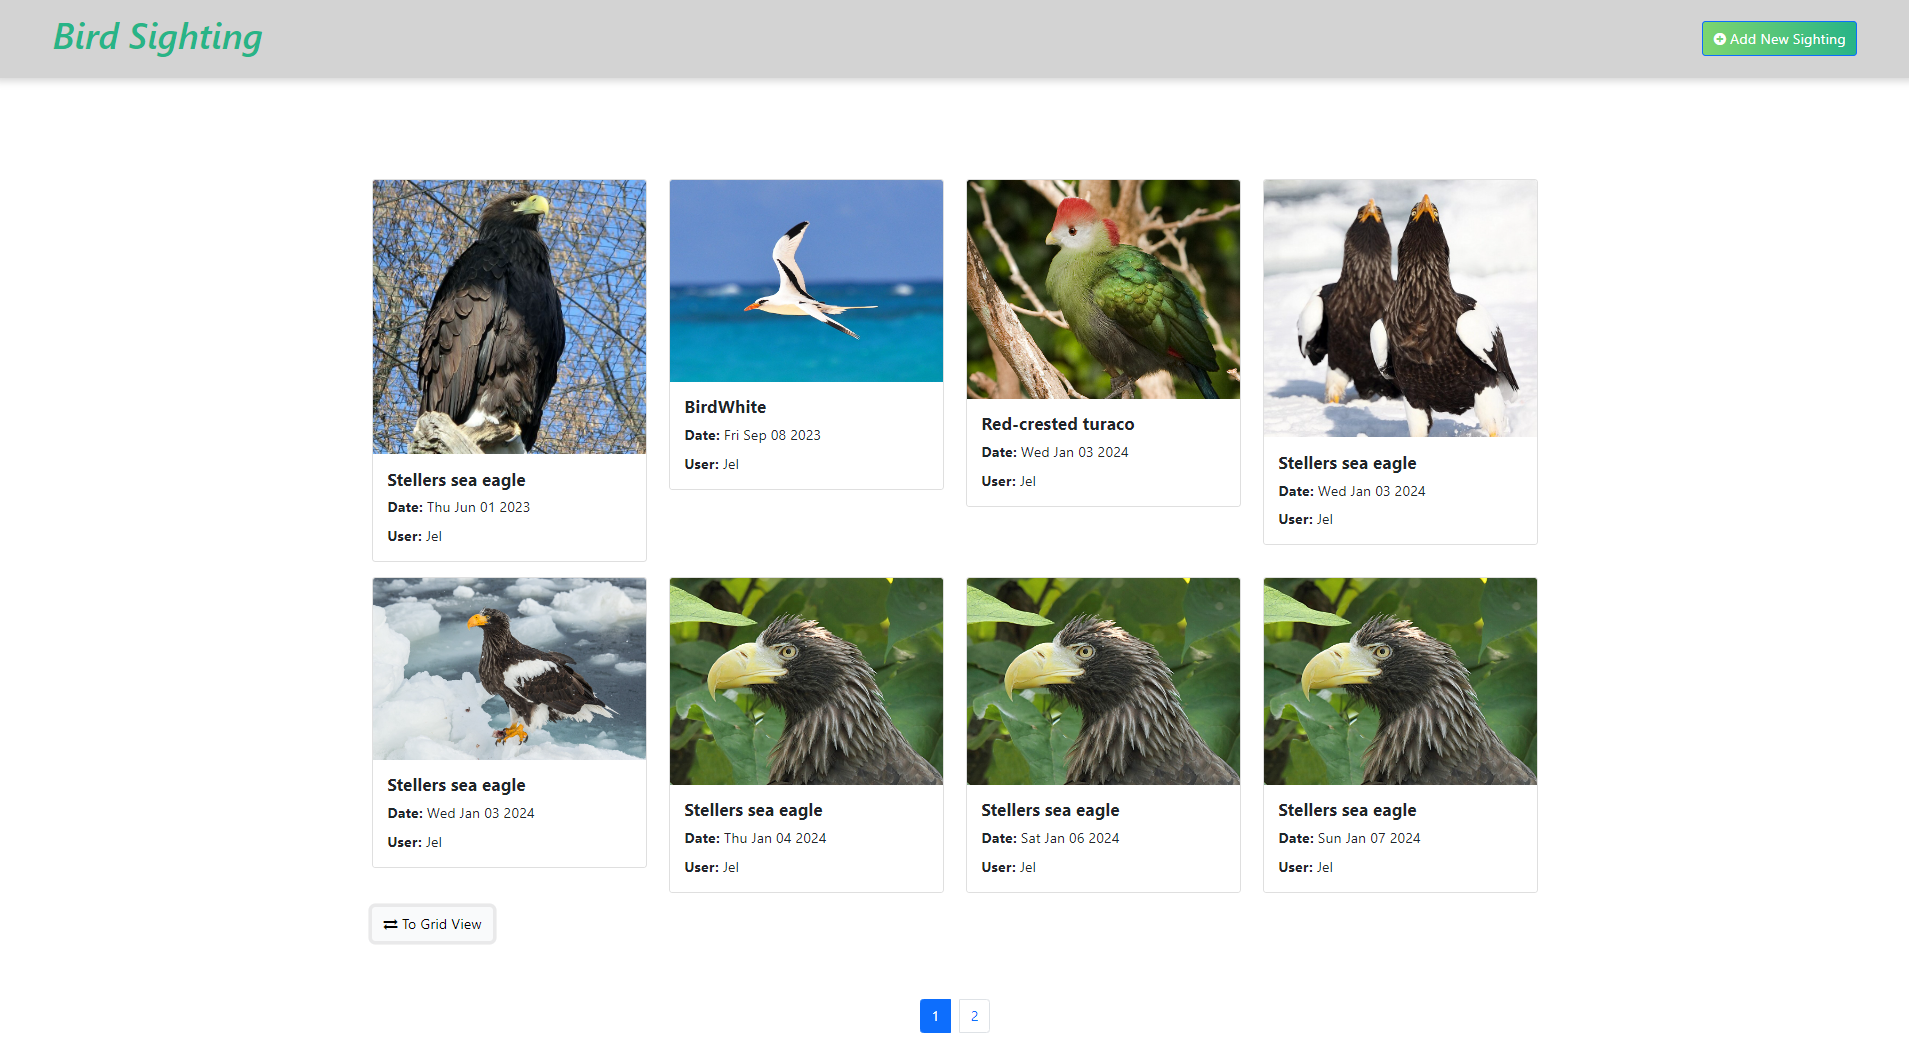 Bird Sighting
Add New Sighting
Stellers sea eagle
Date: Thu Jun 01 2023
User: Jel
BirdWhite
Date: Fri Sep 08 2023
User: Jel
Red-crested turaco
Date: Wed Jan 03 2024
User: Jel
Stellers sea eagle
Date: Wed Jan 03 2024
User: Jel
Stellers sea eagle
Date: Wed Jan 03 2024
User: Jel
Stellers sea eagle
Date: Thu Jan 04 2024
User: Jel
Stellers sea eagle
Date: Sat Jan 06 2024
User: Jel
Stellers sea eagle
Date: Sun Jan 07 2024
User: Jel
To Grid View
1 2